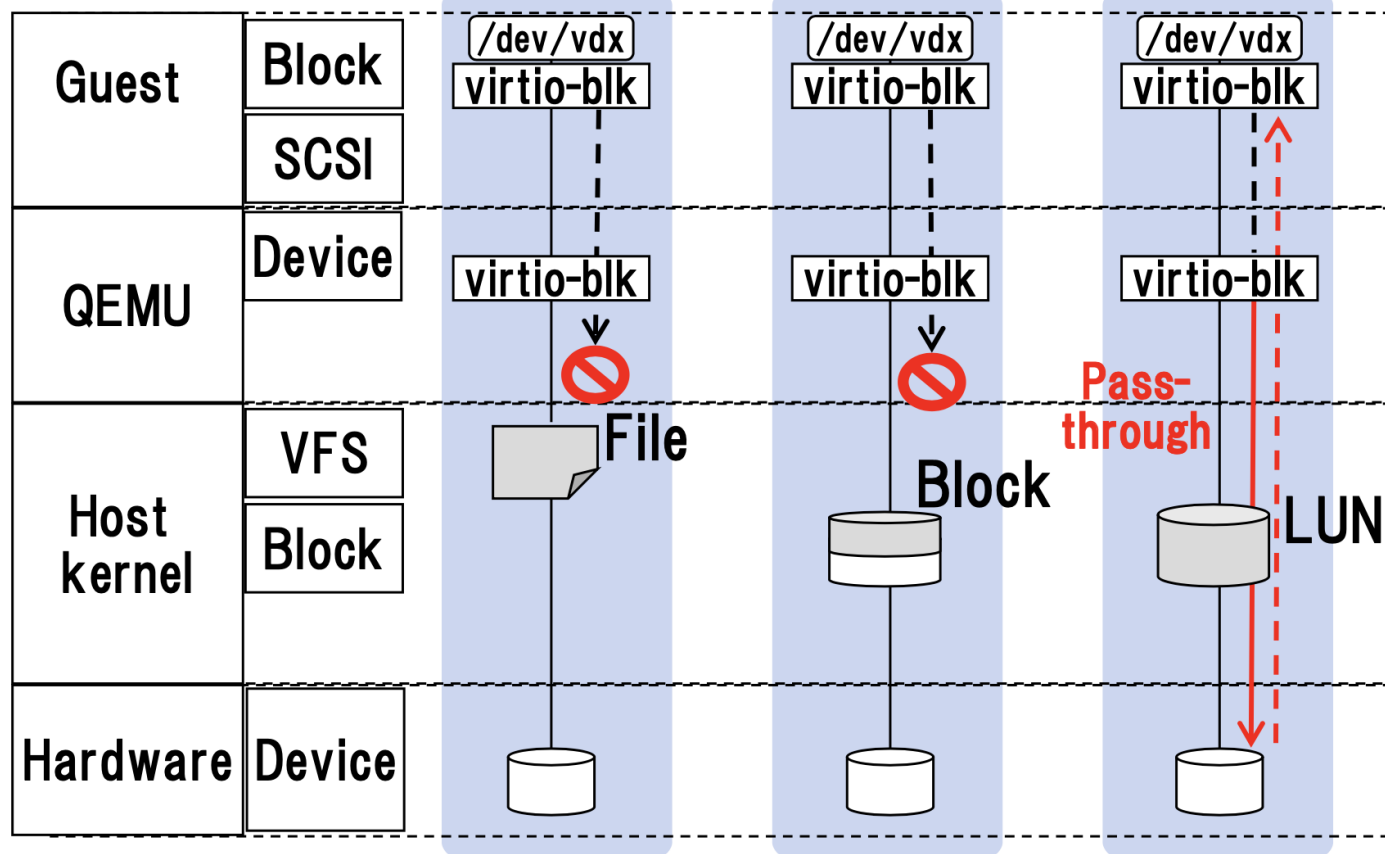 /dev/vdx
/dev/vdx
/dev/vdx
Guest
Block
virtio-blk
virtio-blk
virtio-blk
SCSI
QEMU
Device
virtio-blk
virtio-blk
virtio-blk
Pass-
through
Host
kernel
VFS
File
Block
Block
LUN
Hardware
Device